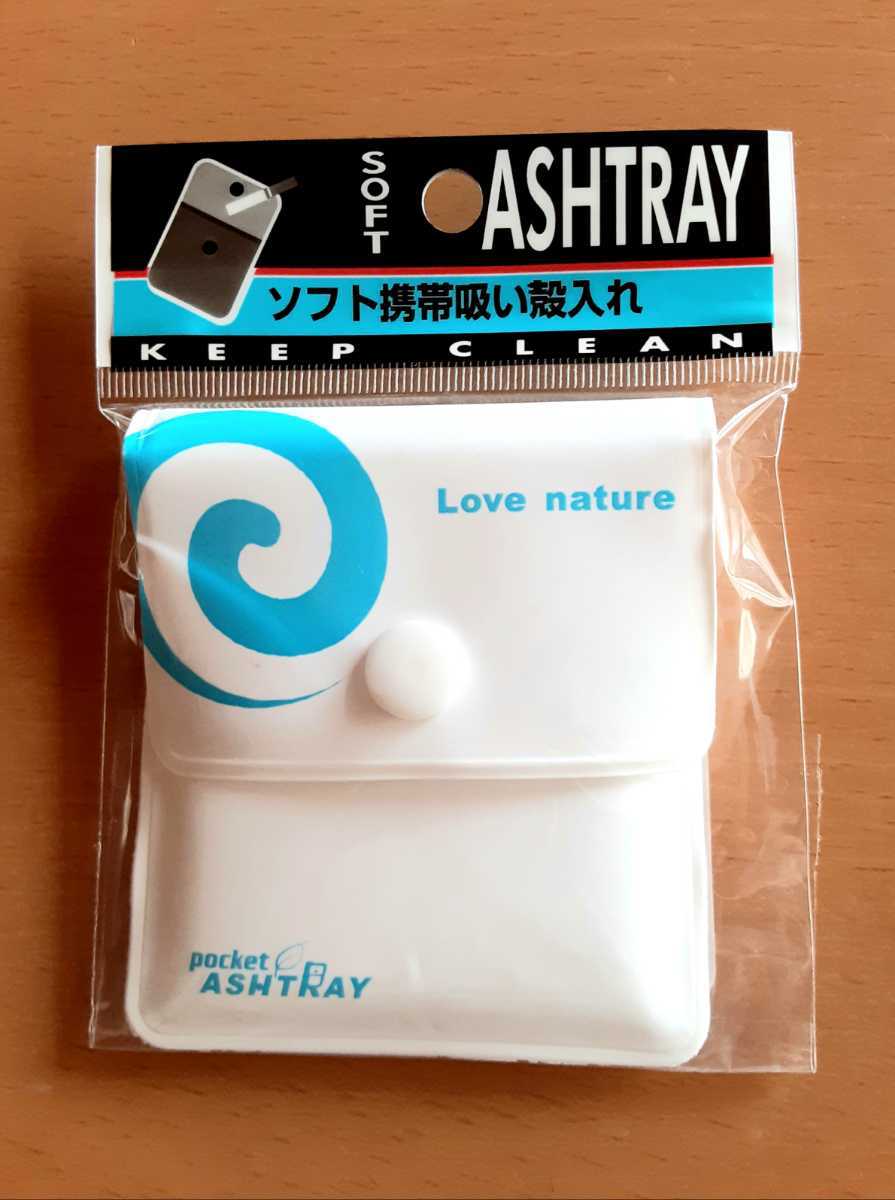 SOFT ASHTRAY
ソフト携帯吸い殻入れ
KEEP CLEAN
Love nature
pocket
ASHTRAY